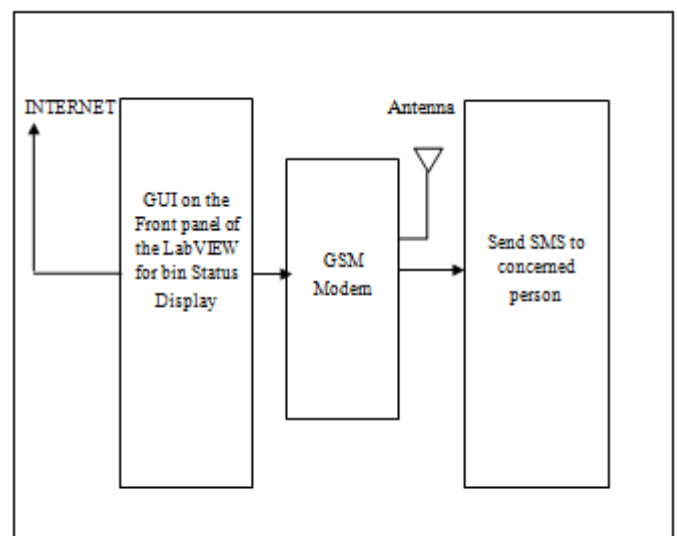 INTERNET
Antenna
GUI on the
Front panel of
the LabVIEW
for bin Status
Display
GSM
Modem
Send SMS to
concerned
person